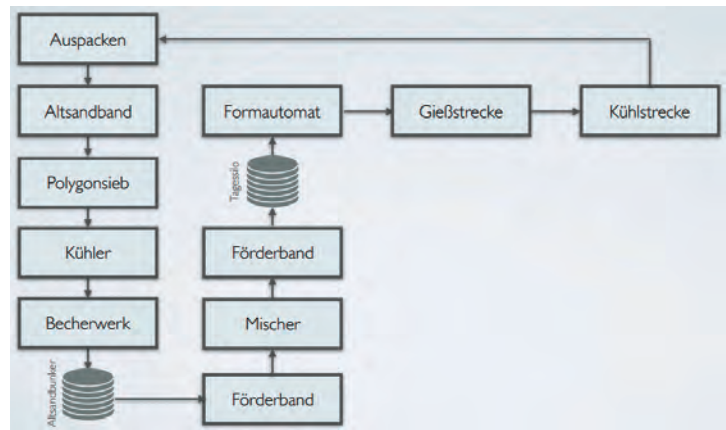 Auspacken
Altsandband
Polygonsieb
Kühler
Becherwerk
Altsandbunker
Förderband
Mischer
Förderband
Tagessilo
Formautomat
Gießstrecke
Kühlstrecke